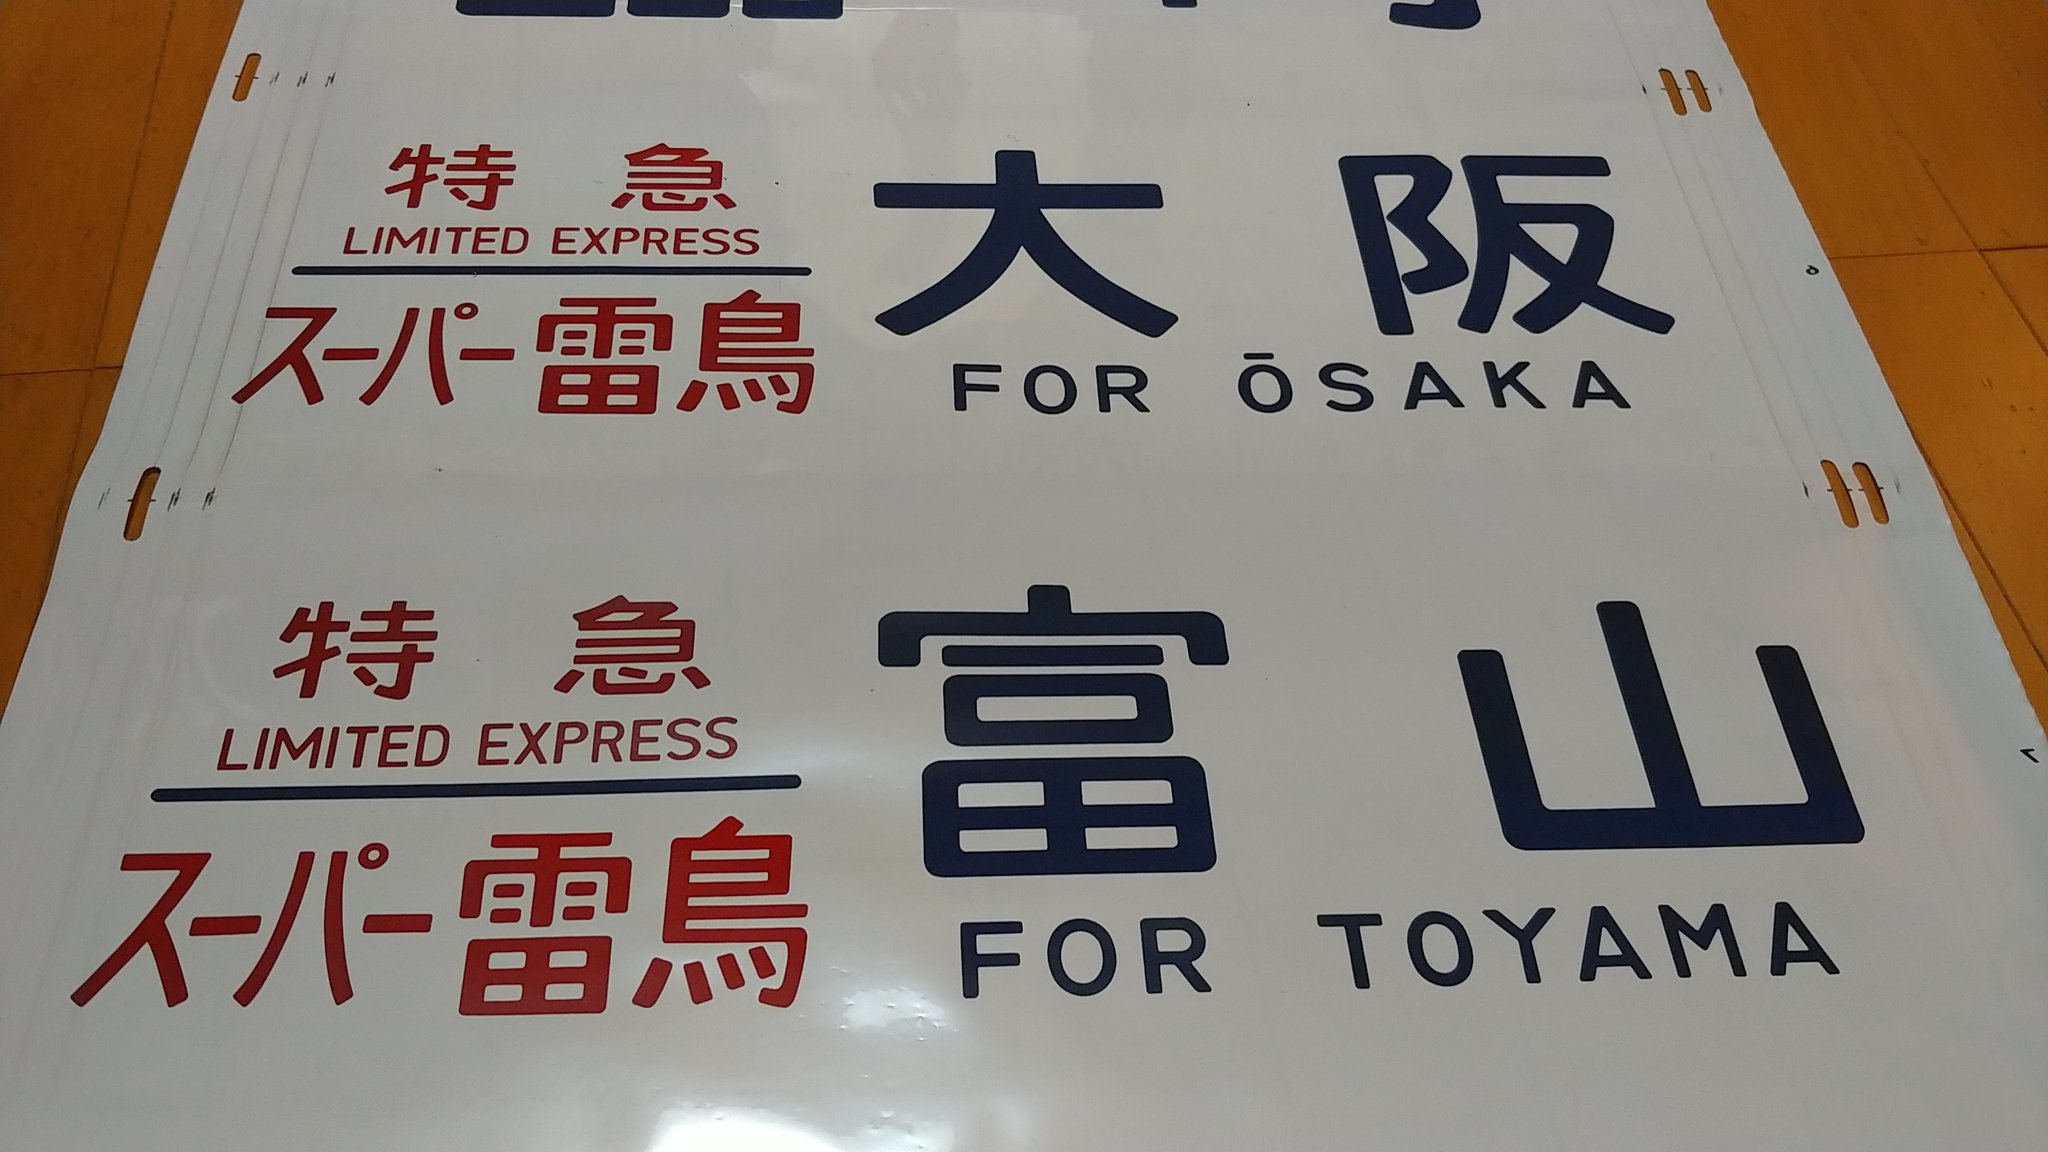 特急
LIMITED EXPRESS
スーパー雷鳥
大阪
FOR ŌSAKA
特急
LIMITED EXPRESS
スーパー雷鳥
富山
FOR TOYAMA